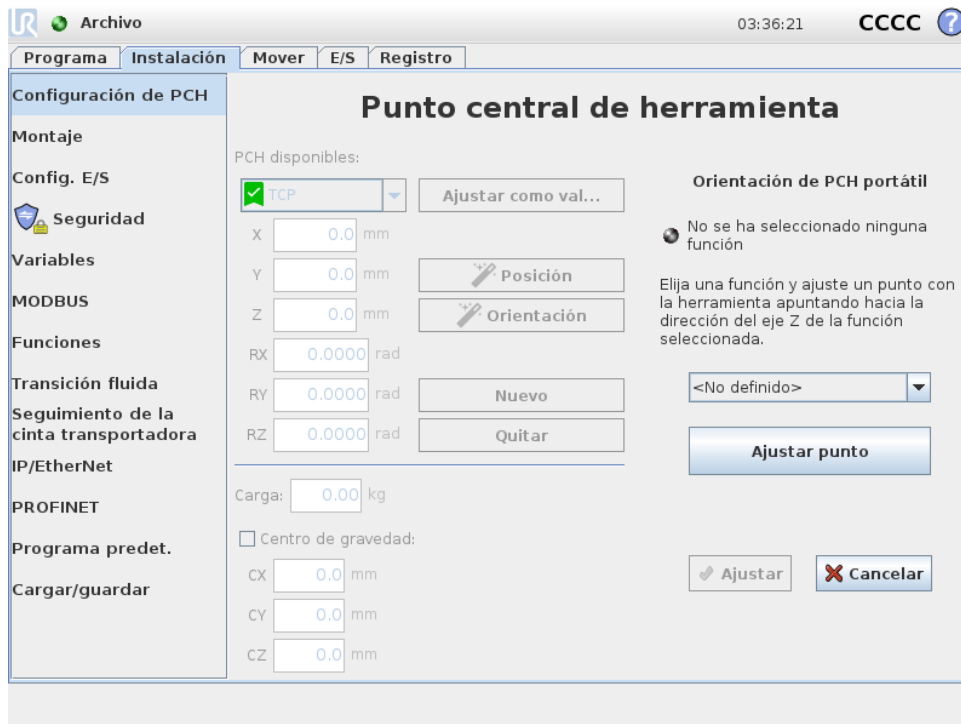 UR Archivo 03:36:21 CCCC ?
Programa Instalación Mover E/S Registro
Configuración de PCH
Montaje
Config. E/S
Seguridad
Variables
MODBUS
Funciones
Transición fluida
Seguimiento de la
cinta transportadora
IP/EtherNet
PROFINET
Programa predet.
Cargar/guardar
Punto central de herramienta
PCH disponibles:
TCP Ajustar como val...
X 0.0 mm
Y 0.0 mm Posición
Z 0.0 mm Orientación
RX 0.0000 rad
RY 0.0000 rad Nuevo
RZ 0.0000 rad Quitar
Carga: 0.00 kg
Centro de gravedad:
CX 0.0 mm
CY 0.0 mm
CZ 0.0 mm
Orientación de PCH portátil
No se ha seleccionado ninguna
función
Elija una función y ajuste un punto con
la herramienta apuntando hacia la
dirección del eje Z de la función
seleccionada.
<No definido>
Ajustar punto
Ajustar Cancelar